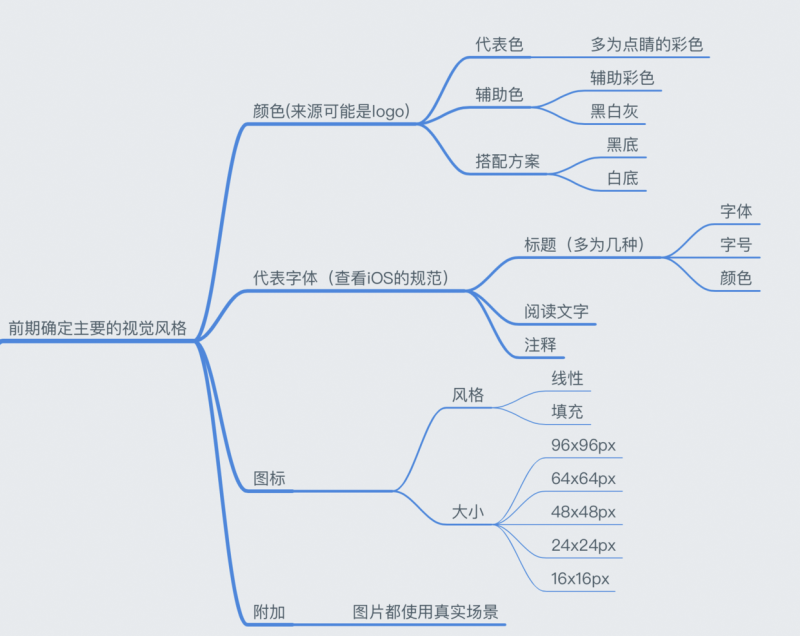 前期确定主要的视觉风格
颜色(来源可能是logo)
代表色
多为点睛的彩色
辅助色
辅助彩色
黑白灰
搭配方案
黑底
白底
代表字体（查看iOS的规范）
标题（多为几种）
字体
字号
颜色
阅读文字
注释
图标
风格
线性
填充
大小
96x96px
64x64px
48x48px
24x24px
16x16px
附加
图片都使用真实场景